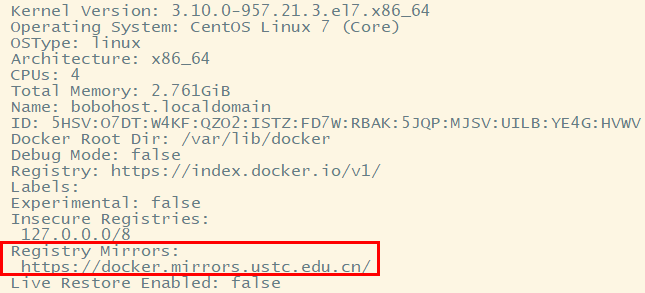 Kernel Version: 3.10.0-957.21.3.el7.x86_64
Operating System: CentOS Linux 7 (Core)
OSType: linux
Architecture: x86_64
CPUs: 4
Total Memory: 2.761GiB
Name: bobohost.localdomain
ID: 5HSV:O7DT:W4KF:QZO2:ISTZ:FD7W:RBAK:5JQP:MJSV:UILB:YE4G:HVWV
Docker Root Dir: /var/lib/docker
Debug Mode: false
Registry: https://index.docker.io/v1/
Labels:
Experimental: false
Insecure Registries:
127.0.0.0/8
Registry Mirrors:
https://docker.mirrors.ustc.edu.cn/
Live Restore Enabled: false